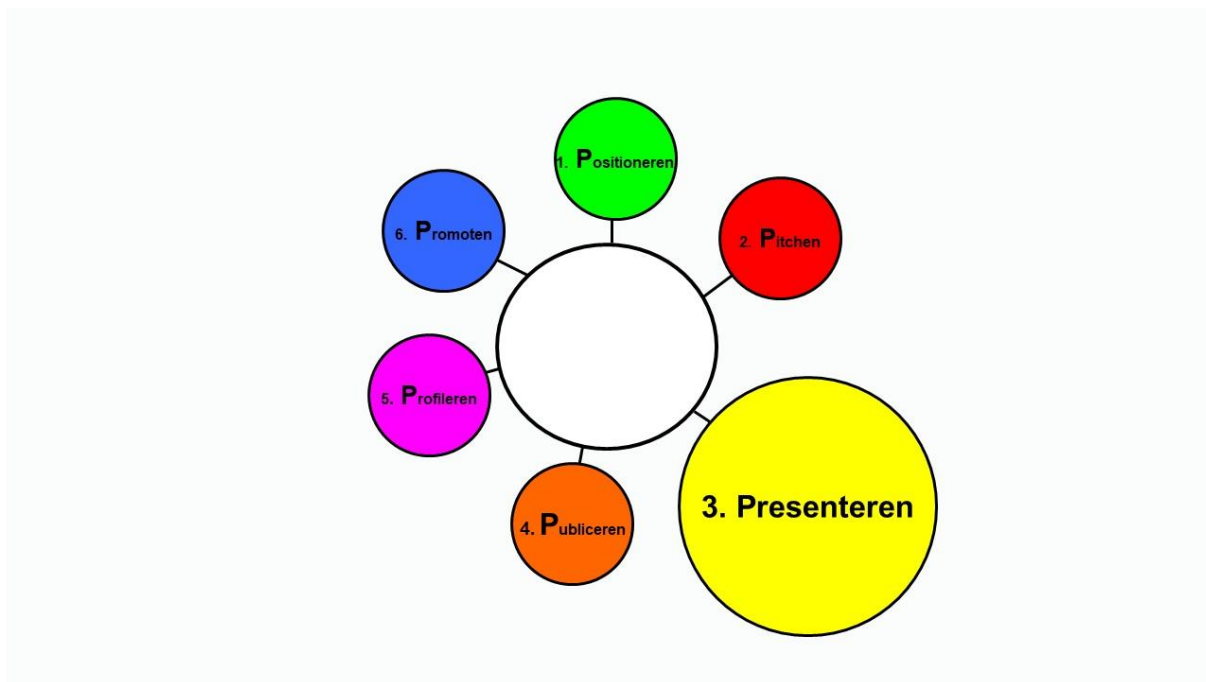 1. Positioneren
2. Pitchen
3. Presenteren
4. Publiceren
5. Profileren
6. Promoten